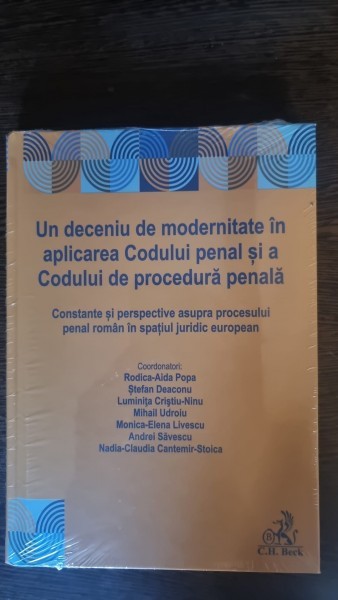 Un deceniu de modernitate în
aplicarea Codului penal și a
Codului de procedură penală
Constante și perspective asupra procesului
penal român în spațiul juridic european
Coordonatori:
Rodica-Aida Popa
Ștefan Deaconu
Luminița Criștiu-Ninu
Mihail Udroiu
Monica-Elena Livescu
Andrei Săvescu
Nadia-Claudia Cantemir-Stoica
B
C.H. Beck